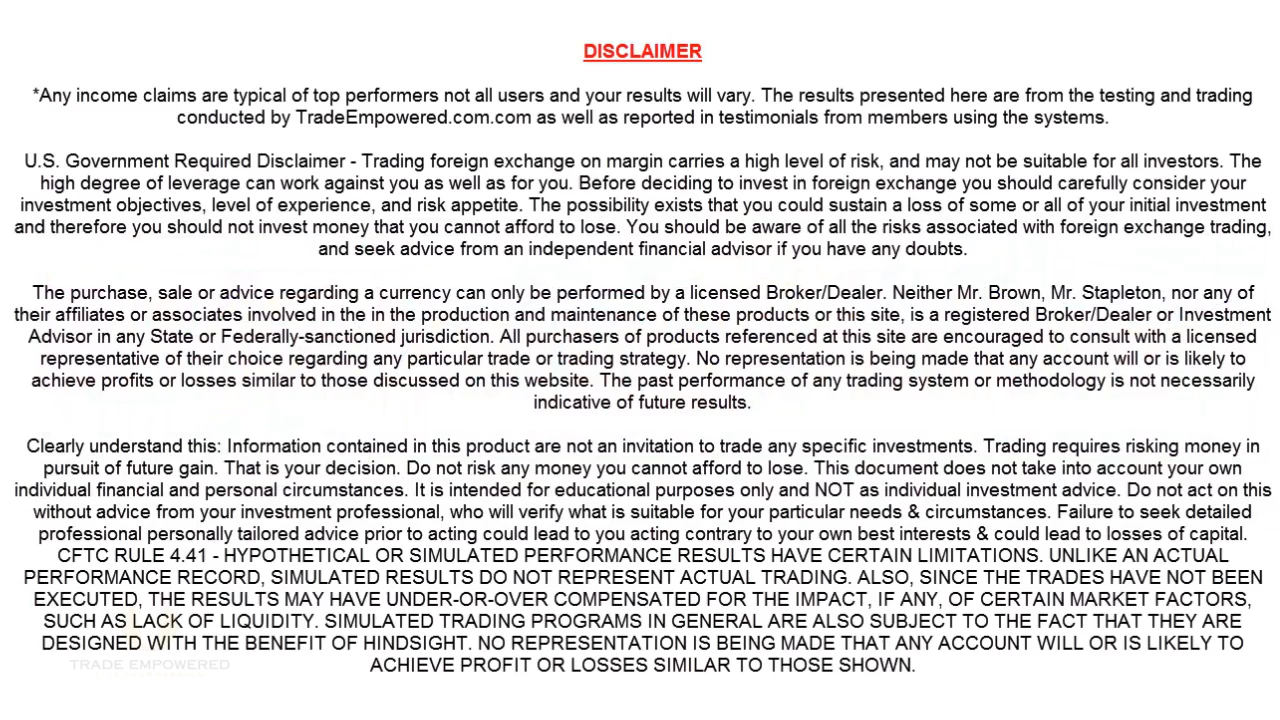 DISCLAIMER
*Any income claims are typical of top performers not all users and your results will vary. The results presented here are from the testing and trading
conducted by TradeEmpowered.com.com as well as reported in testimonials from members using the systems.
U.S. Government Required Disclaimer - Trading foreign exchange on margin carries a high level of risk, and may not be suitable for all investors. The
high degree of leverage can work against you as well as for you. Before deciding to invest in foreign exchange you should carefully consider your
investment objectives, level of experience, and risk appetite. The possibility exists that you could sustain a loss of some or all of your initial investment
and therefore you should not invest money that you cannot afford to lose. You should be aware of all the risks associated with foreign exchange trading,
and seek advice from an independent financial advisor if you have any doubts.
The purchase, sale or advice regarding a currency can only be performed by a licensed Broker/Dealer. Neither Mr. Brown, Mr. Stapleton, nor any of
their affiliates or associates involved in the in the production and maintenance of these products or this site, is a registered Broker/Dealer or Investment
Advisor in any State or Federally-sanctioned jurisdiction. All purchasers of products referenced at this site are encouraged to consult with a licensed
representative of their choice regarding any particular trade or trading strategy. No representation is being made that any account will or is likely to
achieve profits or losses similar to those discussed on this website. The past performance of any trading system or methodology is not necessarily
indicative of future results.
Clearly understand this: Information contained in this product are not an invitation to trade any specific investments. Trading requires risking money in
pursuit of future gain. That is your decision. Do not risk any money you cannot afford to lose. This document does not take into account your own
individual financial and personal circumstances. It is intended for educational purposes only and NOT as individual investment advice. Do not act on this
without advice from your investment professional, who will verify what is suitable for your particular needs & circumstances. Failure to seek detailed
professional personally tailored advice prior to acting could lead to you acting contrary to your own best interests & could lead to losses of capital.
CFTC RULE 4.41 - HYPOTHETICAL OR SIMULATED PERFORMANCE RESULTS HAVE CERTAIN LIMITATIONS. UNLIKE AN ACTUAL
PERFORMANCE RECORD, SIMULATED RESULTS DO NOT REPRESENT ACTUAL TRADING. ALSO, SINCE THE TRADES HAVE NOT BEEN
EXECUTED, THE RESULTS MAY HAVE UNDER-OR-OVER COMPENSATED FOR THE IMPACT, IF ANY, OF CERTAIN MARKET FACTORS,
SUCH AS LACK OF LIQUIDITY. SIMULATED TRADING PROGRAMS IN GENERAL ARE ALSO SUBJECT TO THE FACT THAT THEY ARE
DESIGNED WITH THE BENEFIT OF HINDSIGHT. NO REPRESENTATION IS BEING MADE THAT ANY ACCOUNT WILL OR IS LIKELY TO
ACHIEVE PROFIT OR LOSSES SIMILAR TO THOSE SHOWN.
TRADE EMPOWERED